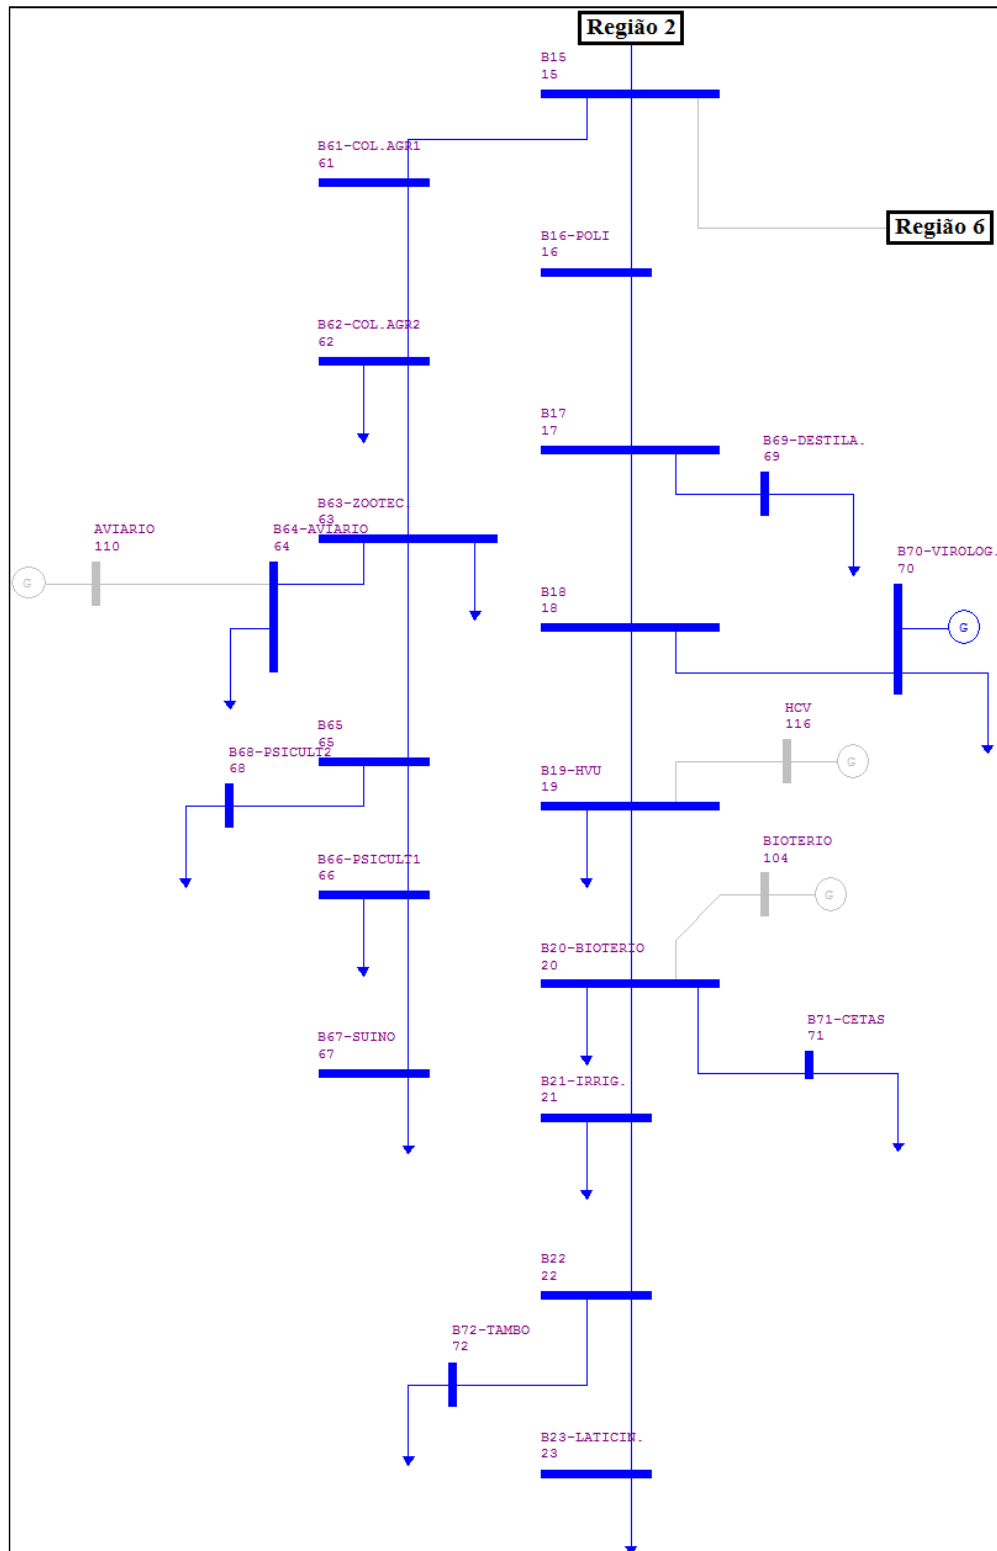 Região 2
B15
15
B61-COL.AGR1
61
Região 6
B16-POLI
16
B62-COL.AGR2
62
B17
17
B69-DESTILA.
69
B63-ZOOTEC.
63
AVIARIO
110
B64-AVIARIO
64
B70-VIROLOG.
70
G
B18
18
G
HCV
116
B65
65
B68-PSICULT2
68
B19-HVU
19
G
BIOTERIO
104
B66-PSICULT1
66
G
B20-BIOTERIO
20
B71-CETAS
71
B67-SUINO
67
B21-IRRIG.
21
B22
22
B72-TAMBO
72
B23-LATICIN.
23